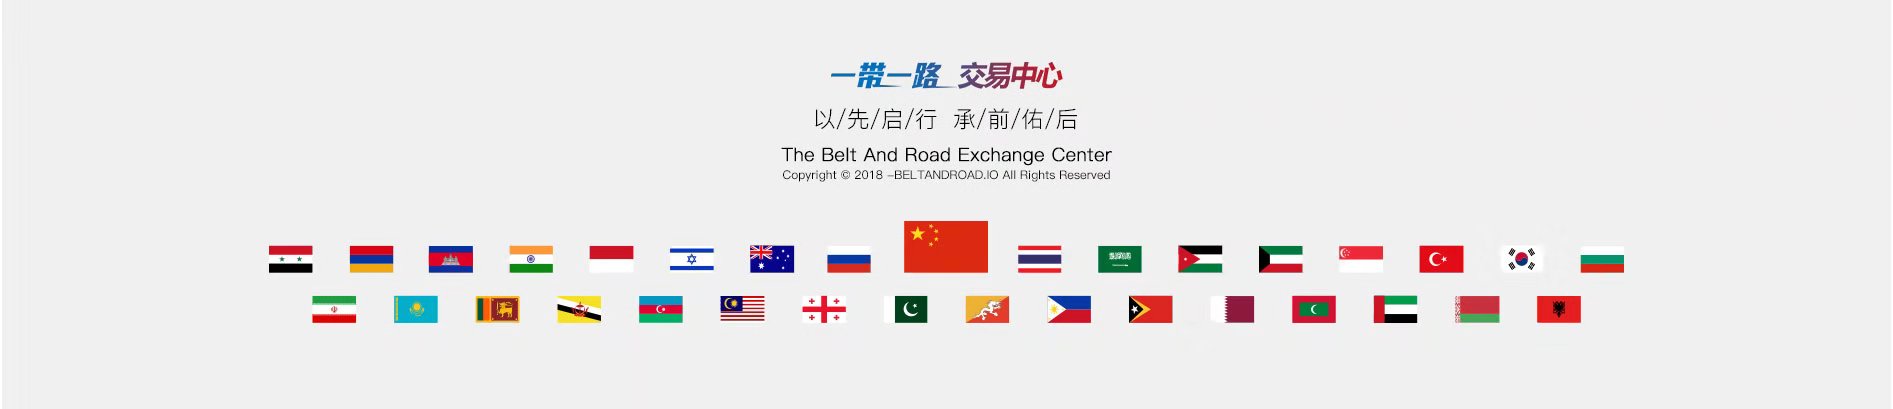 一带一路 交易中心
以/先/启/行 承/前/佑/后
The Belt And Road Exchange Center
Copyright © 2018 -BELTANDROAD.IO All Rights Reserved